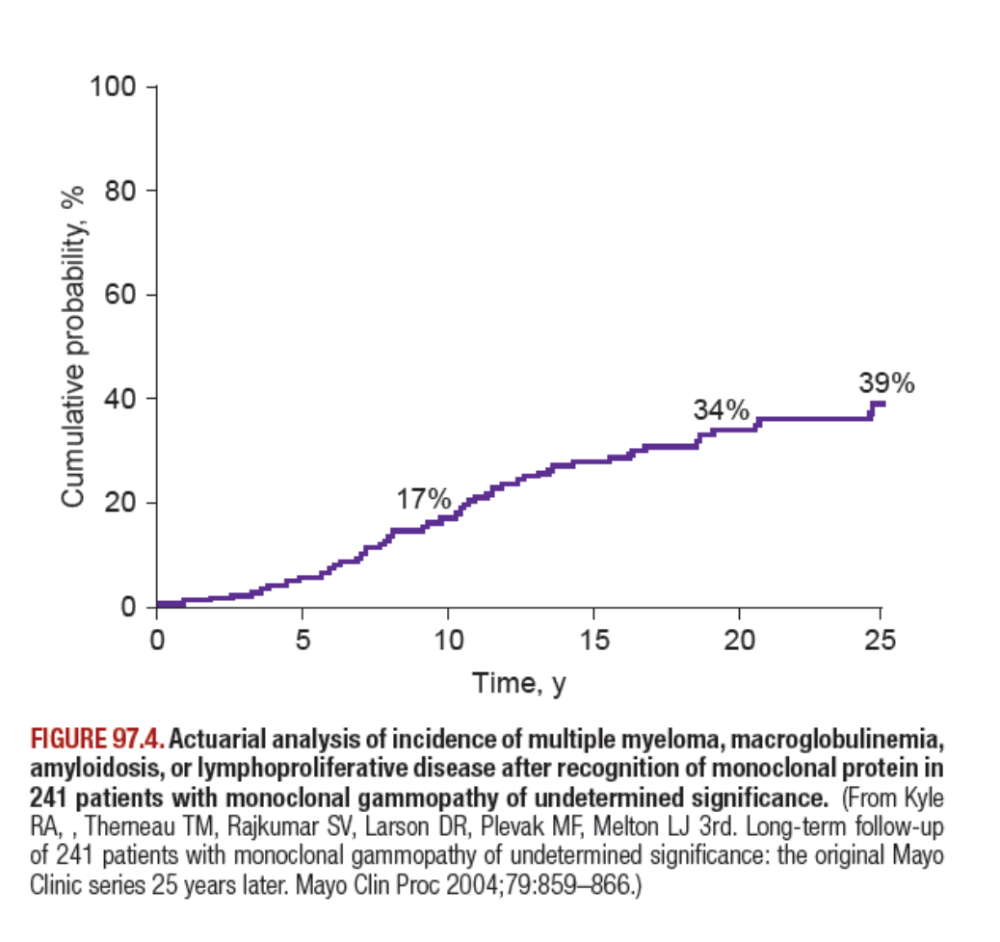 100
80
60
40
20
0
Cumulative probability, %
17%
34%
39%
0 5 10 15 20 25
Time, y
FIGURE 97.4. Actuarial analysis of incidence of multiple myeloma, macroglobulinemia,
amyloidosis, or lymphoproliferative disease after recognition of monoclonal protein in
241 patients with monoclonal gammopathy of undetermined significance. (From Kyle
RA, , Therneau TM, Rajkumar SV, Larson DR, Plevak MF, Melton LJ 3rd. Long-term follow-up
of 241 patients with monoclonal gammopathy of undetermined significance: the original Mayo
Clinic series 25 years later. Mayo Clin Proc 2004;79:859–866.)